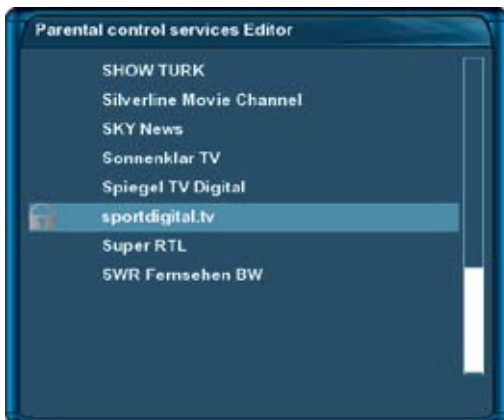 Parental control services Editor
SHOW TURK
Silverline Movie Channel
SKY News
Sonnenklar TV
Spiegel TV Digital
sportdigital.tv
Super RTL
SWR Fernsehen BW